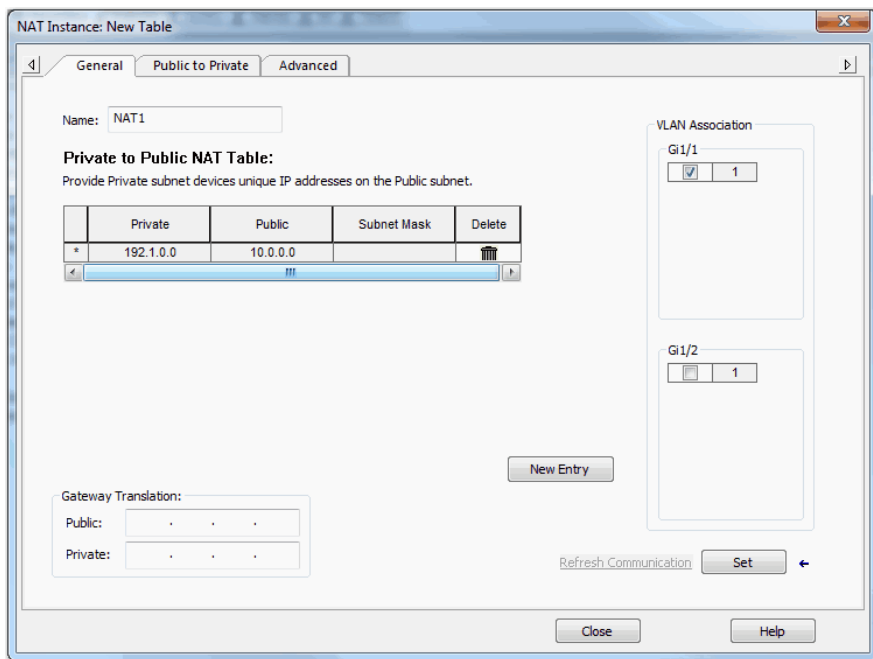 NAT Instance: New Table
General Public to Private Advanced
Name: NAT1
Private to Public NAT Table:
Provide Private subnet devices unique IP addresses on the Public subnet.
Private Public Subnet Mask Delete
* 192.1.0.0 10.0.0.0
VLAN Association
Gi1/1
1
Gi1/2
1
New Entry
Gateway Translation:
Public: . . .
Private: . . .
Refresh Communication Set
Close Help